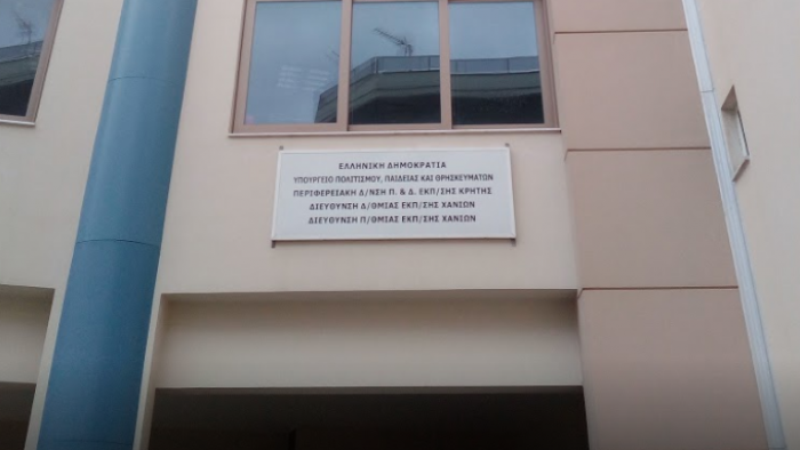 ΕΛΛΗΝΙΚΗ ΔΗΜΟΚΡΑΤΙΑ
ΥΠΟΥΡΓΕΙΟ ΠΟΛΙΤΙΣΜΟΥ, ΠΑΙΔΕΙΑΣ ΚΑΙ ΘΡΗΣΚΕΥΜΑΤΩΝ
ΠΕΡΙΦΕΡΕΙΑΚΗ Δ/ΝΣΗ Π. & Δ. ΕΚΠ/ΣΗΣ ΚΡΗΤΗΣ
ΔΙΕΥΘΥΝΣΗ Δ/ΘΜΙΑΣ ΕΚΠ/ΣΗΣ ΧΑΝΙΩΝ
ΔΙΕΥΘΥΝΣΗ Π/ΘΜΙΑΣ ΕΚΠ/ΣΗΣ ΧΑΝΙΩΝ